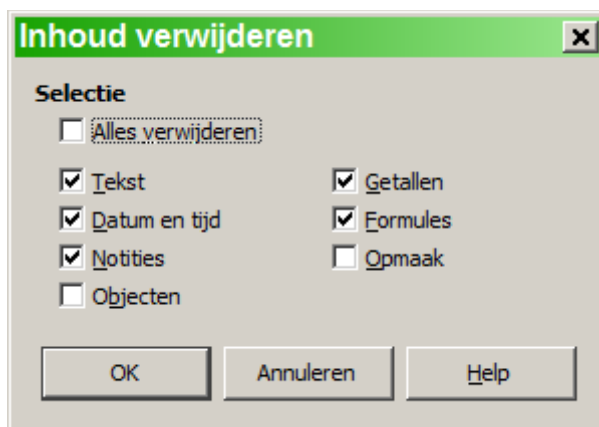 Inhoud verwijderen
Selectie
Alles verwijderen
Tekst Getallen
Datum en tijd Formules
Notities Opmaak
Objecten
OK Annuleren Help